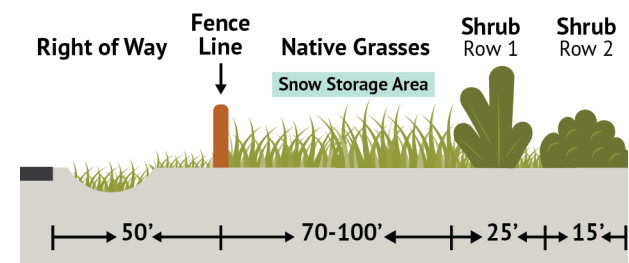 Right of Way
Fence
Line
Native Grasses
Snow Storage Area
Shrub
Row 1
Shrub
Row 2
50'
70-100'
25'
15'